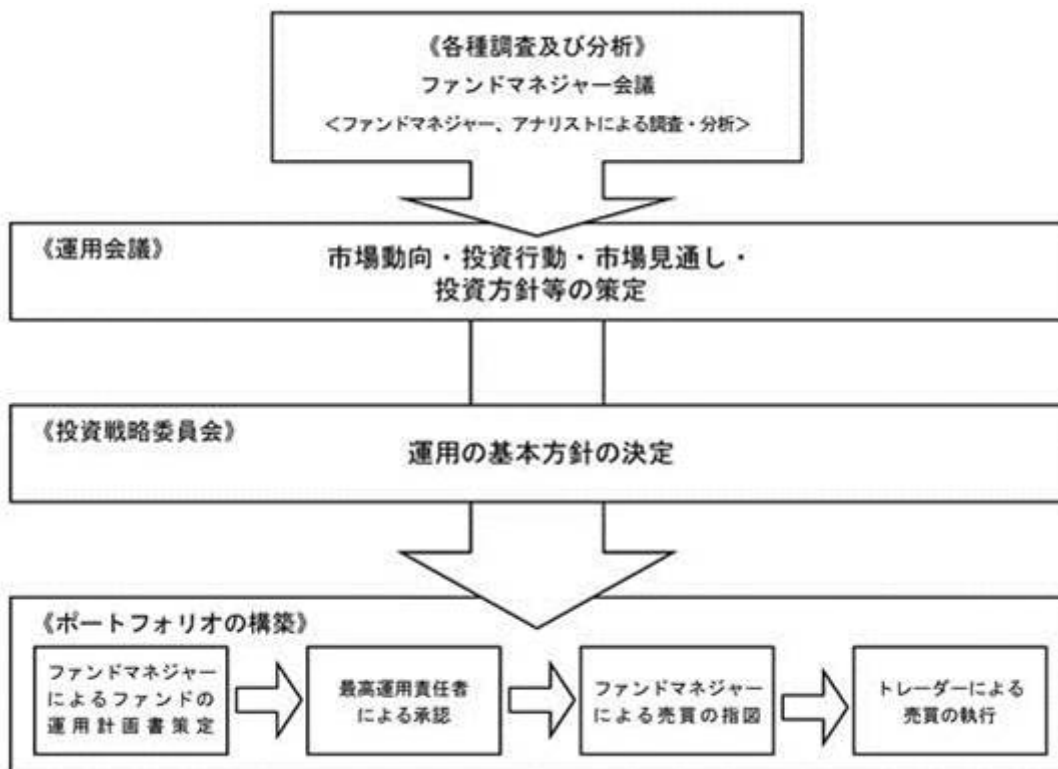 《各種調査及び分析》
ファンドマネジャー会議
＜ファンドマネジャー、アナリストによる調査・分析＞
《運用会議》
市場動向・投資行動・市場見通し・
投資方針等の策定
《投資戦略委員会》
運用の基本方針の決定
《ポートフォリオの構築》
ファンドマネジャー
によるファンドの
運用計画書策定
最高運用責任者
による承認
ファンドマネジャー
による売買の指図
トレーダーによる
売買の執行